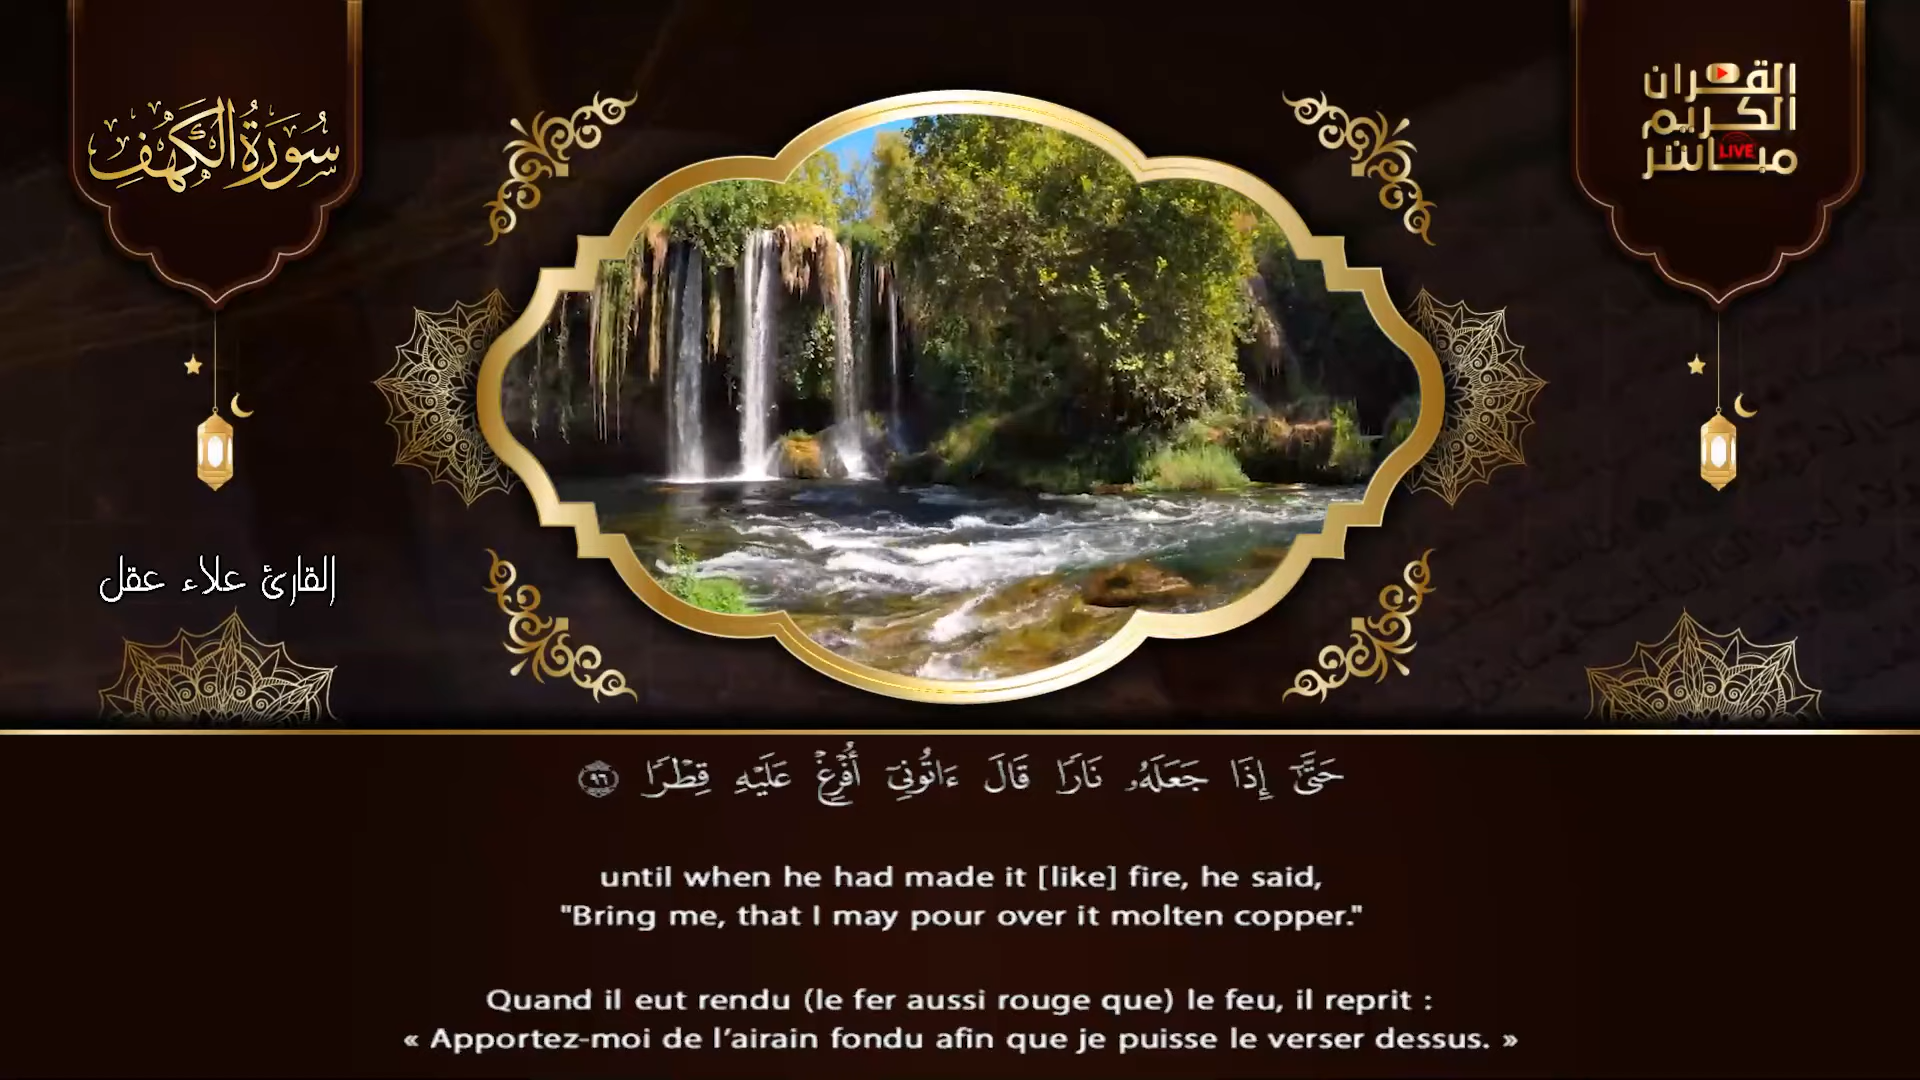 سُورَةُ الْكَهْفِ
القرآن
الكريم
مباشر
LIVE
القارئ علاء عقل
حَتَّىٰٓ إِذَا جَعَلَهُۥ نَارًا قَالَ ءَاتُونِىٓ أُفْرِغْ عَلَيْهِ قِطْرًا ٩٦
until when he had made it [like] fire, he said,
"Bring me, that I may pour over it molten copper."
Quand il eut rendu (le fer aussi rouge que) le feu, il reprit :
« Apportez-moi de l’airain fondu afin que je puisse le verser dessus. »